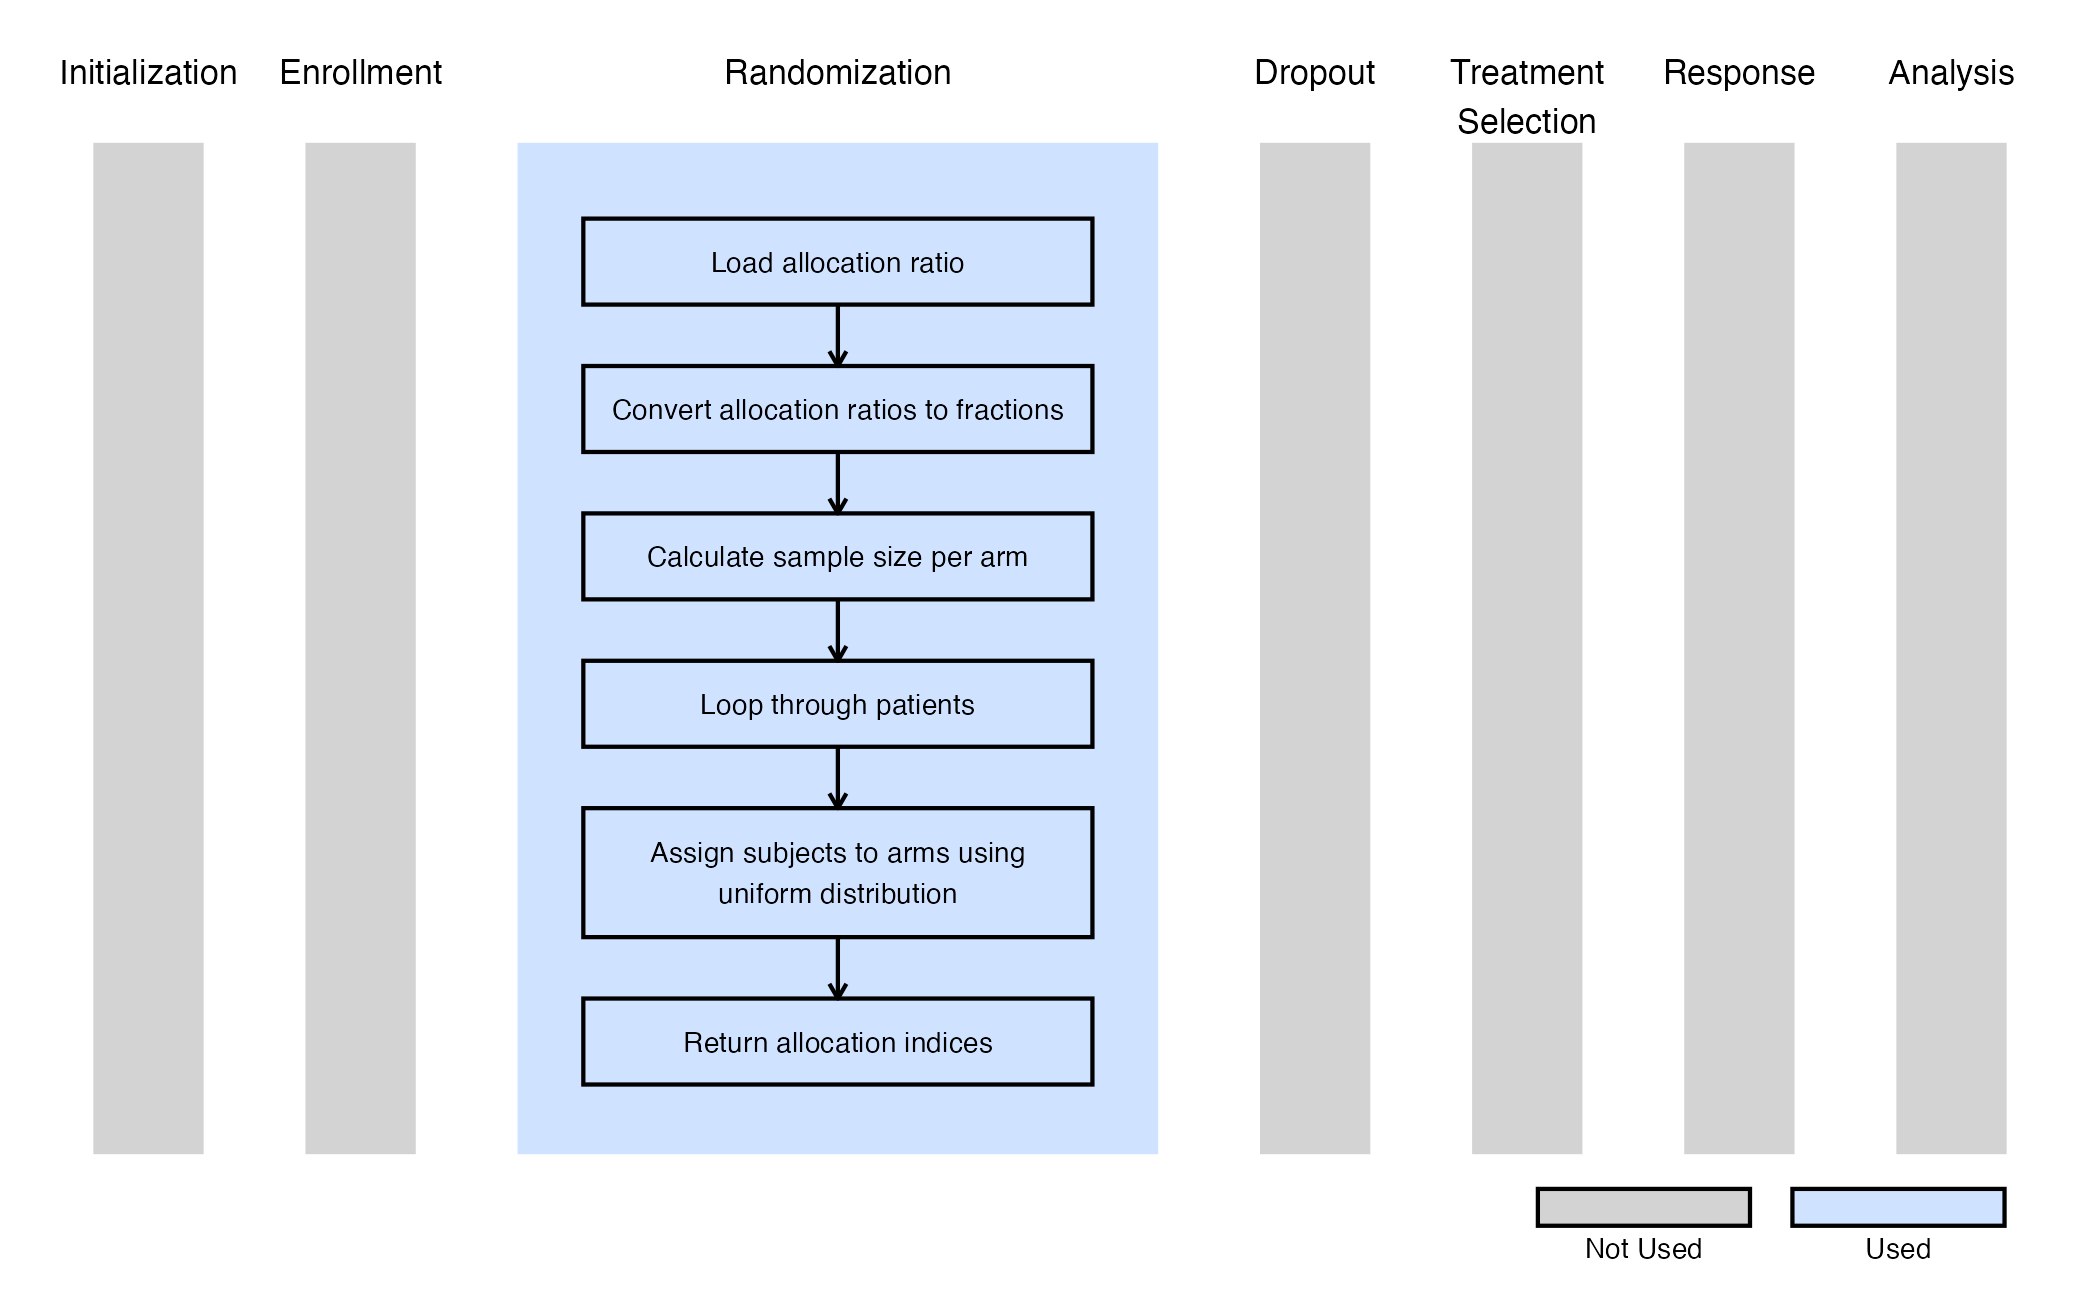 Initialization
Enrollment
Randomization
Dropout
Treatment
Selection
Response
Analysis
Load allocation ratio
Convert allocation ratios to fractions
Calculate sample size per arm
Loop through patients
Assign subjects to arms using
uniform distribution
Return allocation indices
Not Used
Used